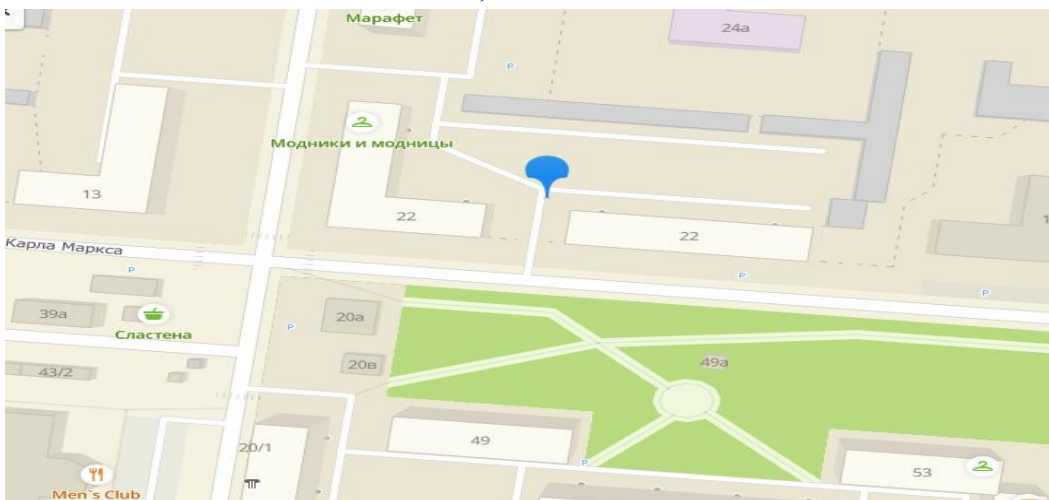 Марафет
24а
P
Модники и модницы
13
22
22
Карла Маркса
P
P
P
39а
Сластена
20а
P
49а
20в
43/2
49
20/1
P
53
Men`s Club